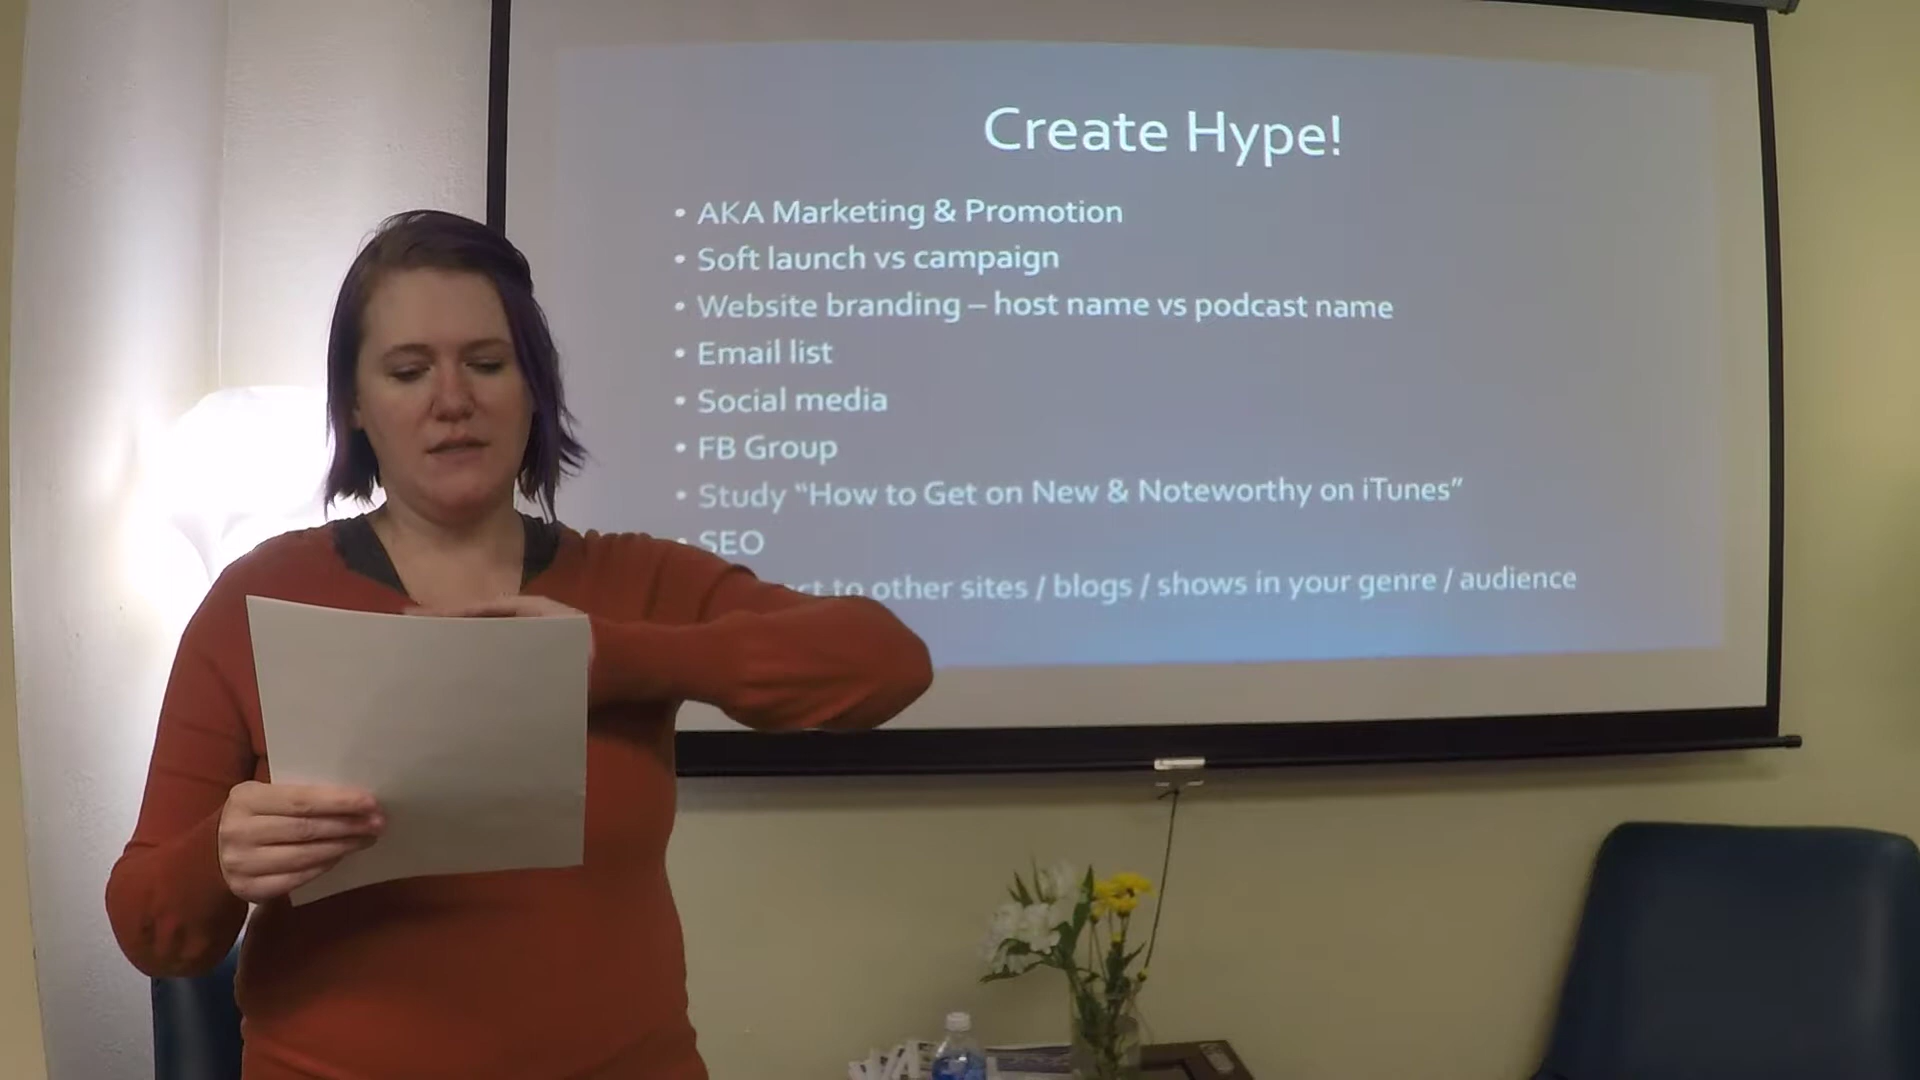 Create Hype!
• AKA Marketing & Promotion
• Soft launch vs campaign
• Website branding – host name vs podcast name
• Email list
• Social media
• FB Group
• Study “How to Get on New & Noteworthy on iTunes”
• SEO
to other sites / blogs / shows in your genre / audience